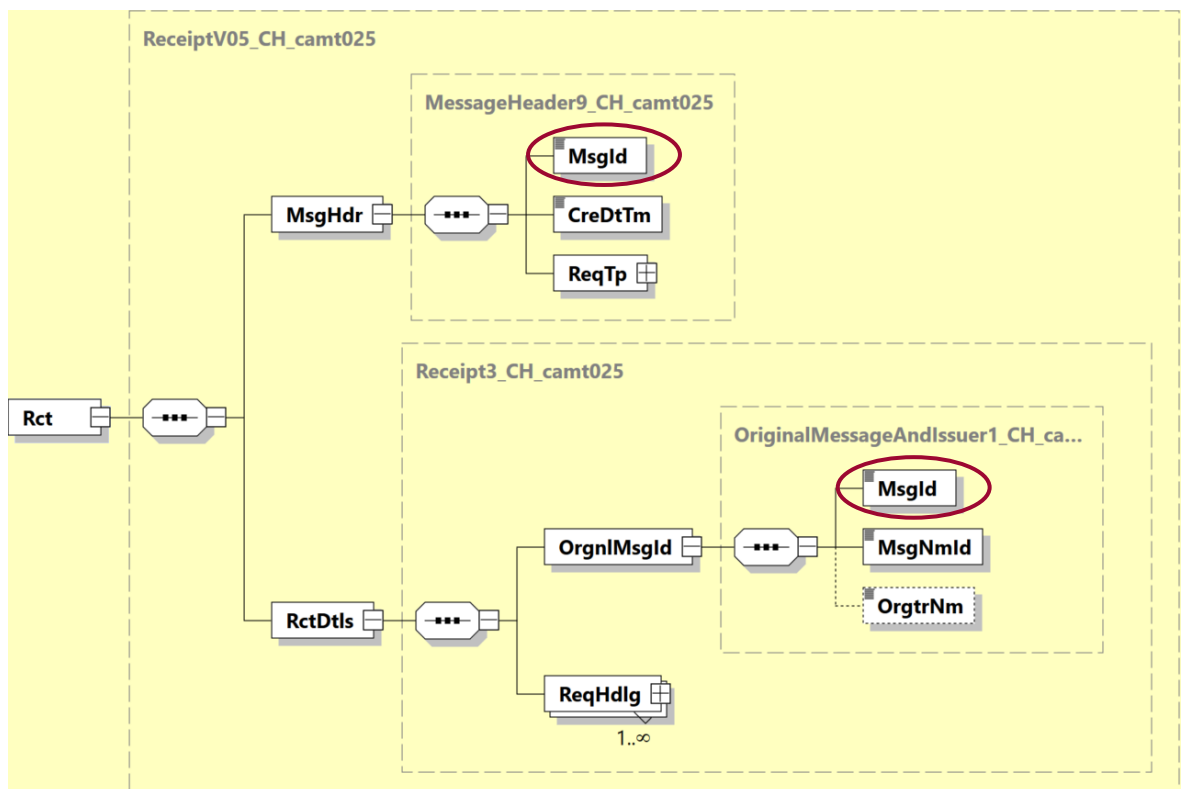 ReceiptV05_CH_camt025
MessageHeader9_CH_camt025
MsgId
MsgHdr
CreDtTm
ReqTp
Receipt3_CH_camt025
Rct
OriginalMessageAndIssuer1_CH_ca...
MsgId
OrgnlMsgId
MsgNmId
OrgtrNm
RctDtls
ReqHdlg
1..∞